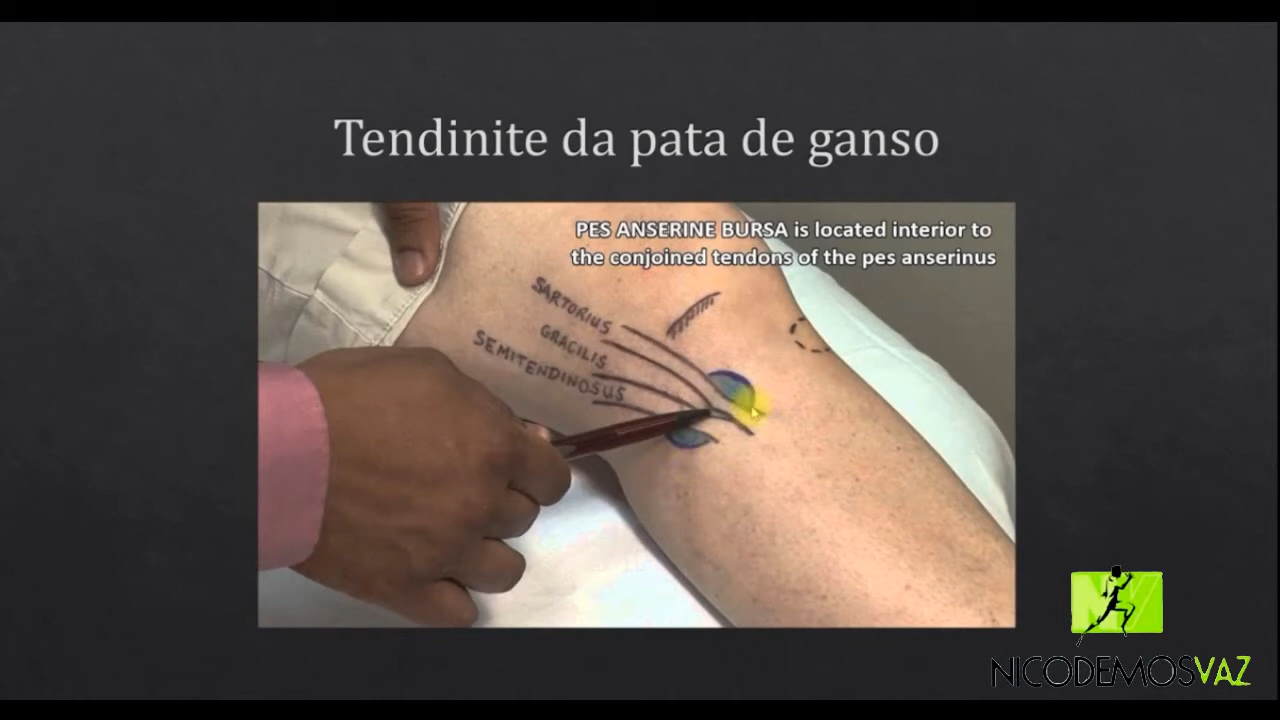 Tendinite da pata de ganso
PES ANSERINE BURSA is located interior to
the conjoined tendons of the pes anserinus
SARTORIUS
GRACILIS
SEMITENDINOSUS
NV
NICODEMOSVAZ